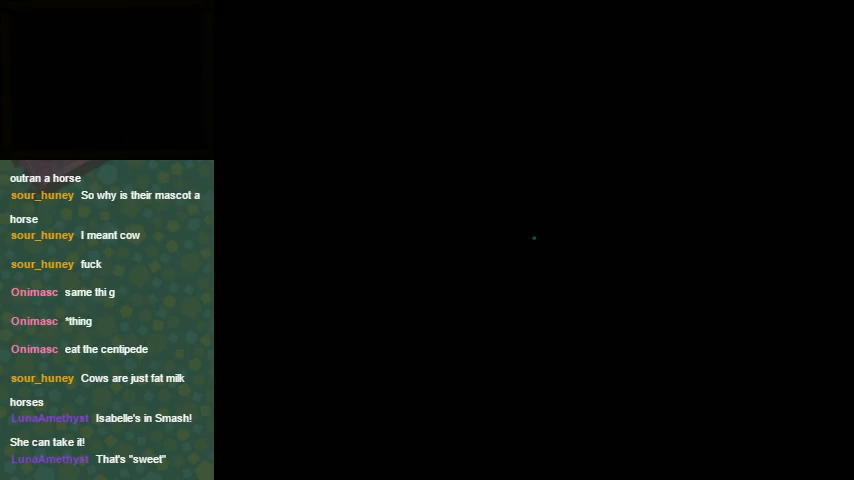 outran a horse
sour_huney So why is their mascot a
horse
sour_huney I meant cow
sour_huney fuck
Onimasc same thi g
Onimasc *thing
Onimasc eat the centipede
sour_huney Cows are just fat milk
horses
LunaAmethyst Isabelle's in Smash!
She can take it!
LunaAmethyst That's "sweet"